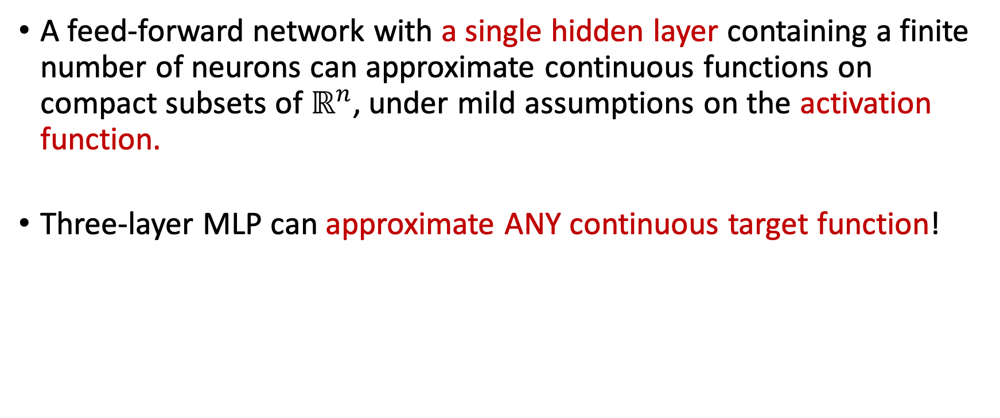 • A feed-forward network with a single hidden layer containing a finite
number of neurons can approximate continuous functions on
compact subsets of ℝⁿ, under mild assumptions on the activation
function.
• Three-layer MLP can approximate ANY continuous target function!